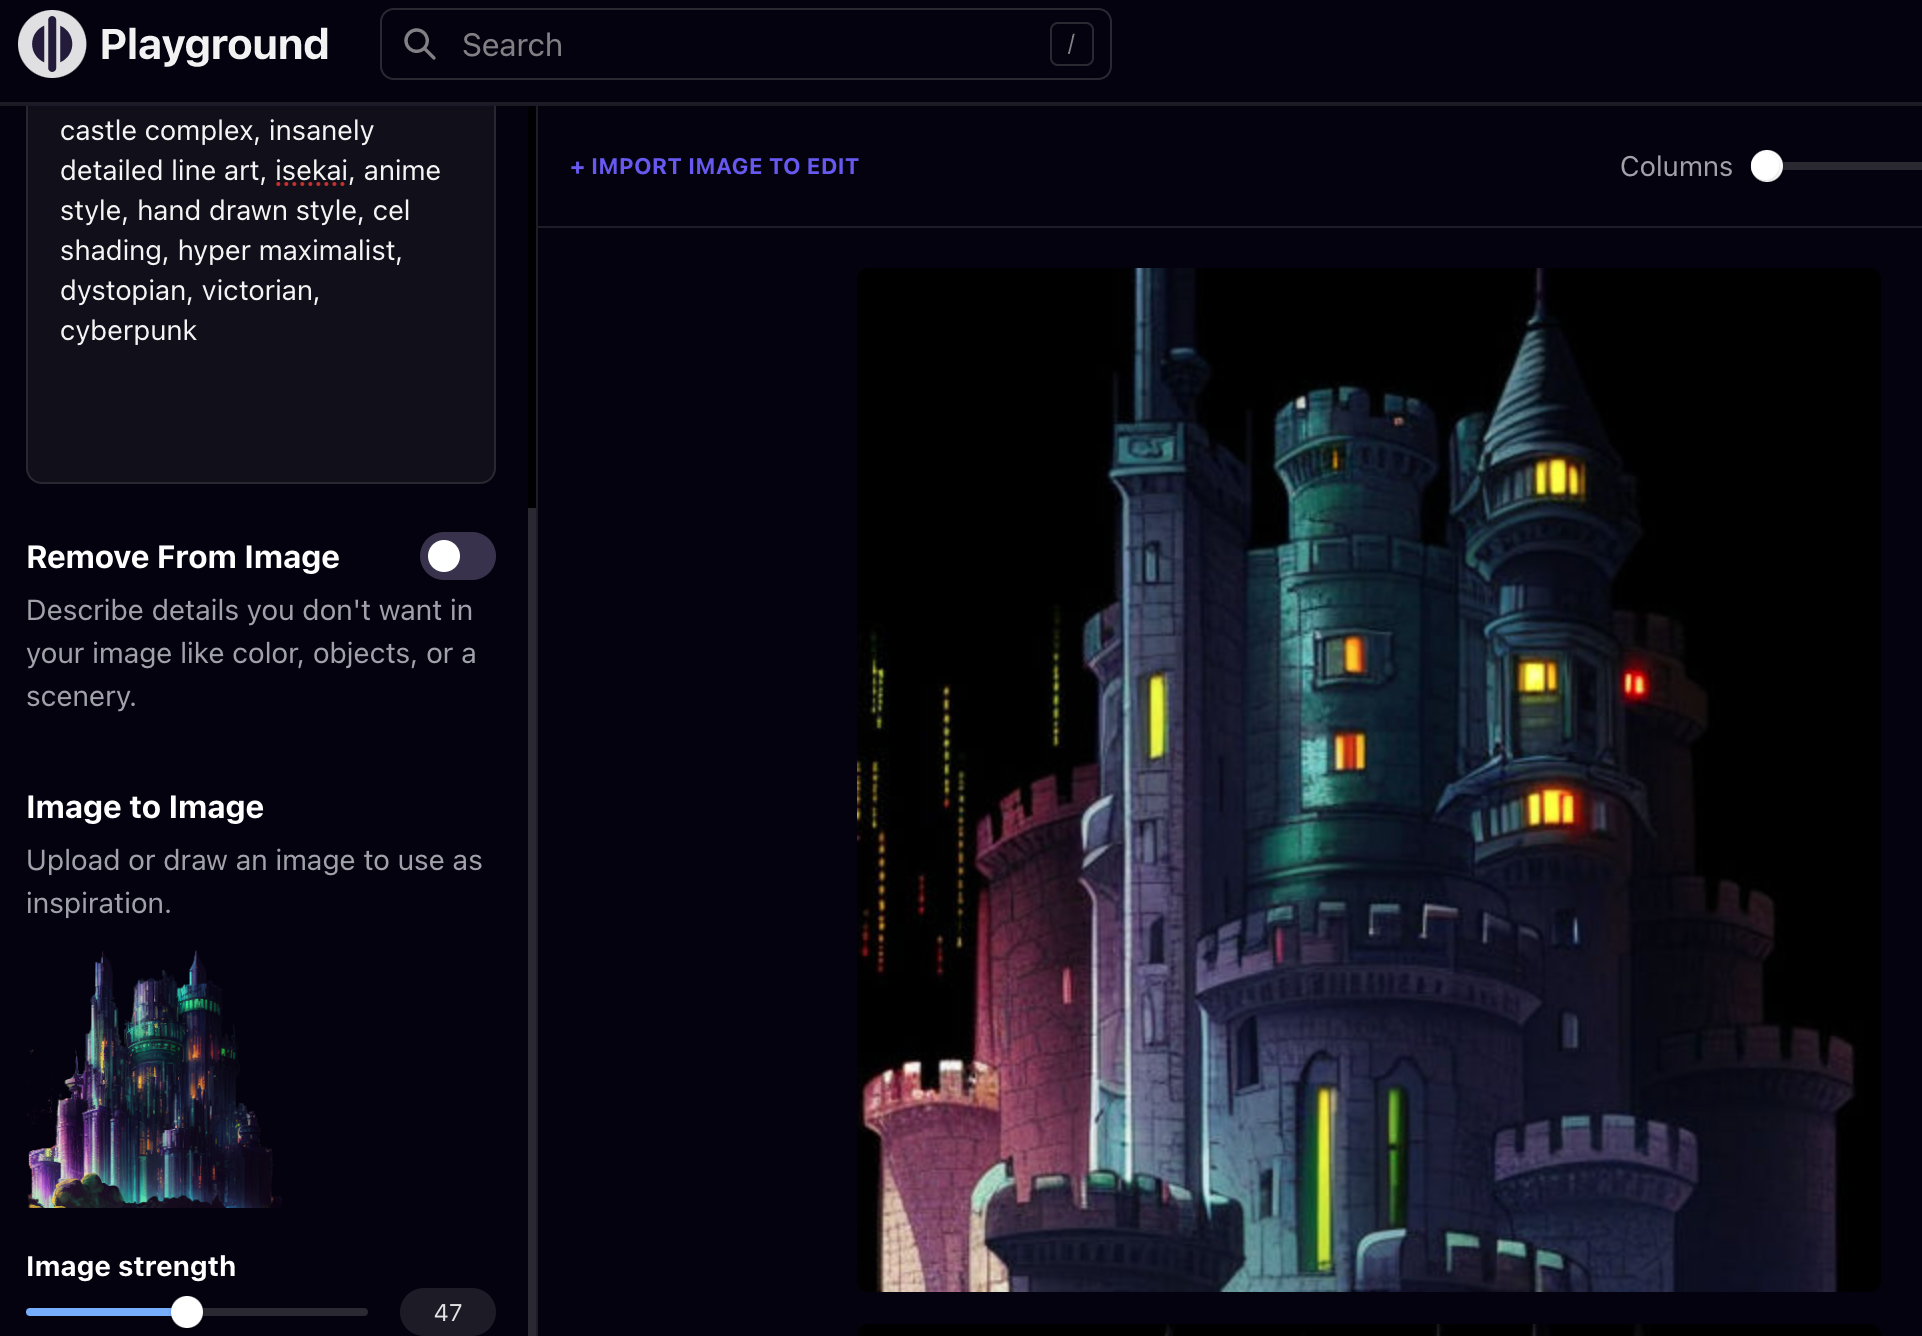 Playground
Search
/
castle complex, insanely
detailed line art, isekai, anime
style, hand drawn style, cel
shading, hyper maximalist,
dystopian, victorian,
cyberpunk
Remove From Image
Describe details you don't want in
your image like color, objects, or a
scenery.
Image to Image
Upload or draw an image to use as
inspiration.
Image strength
47
+ IMPORT IMAGE TO EDIT
Columns